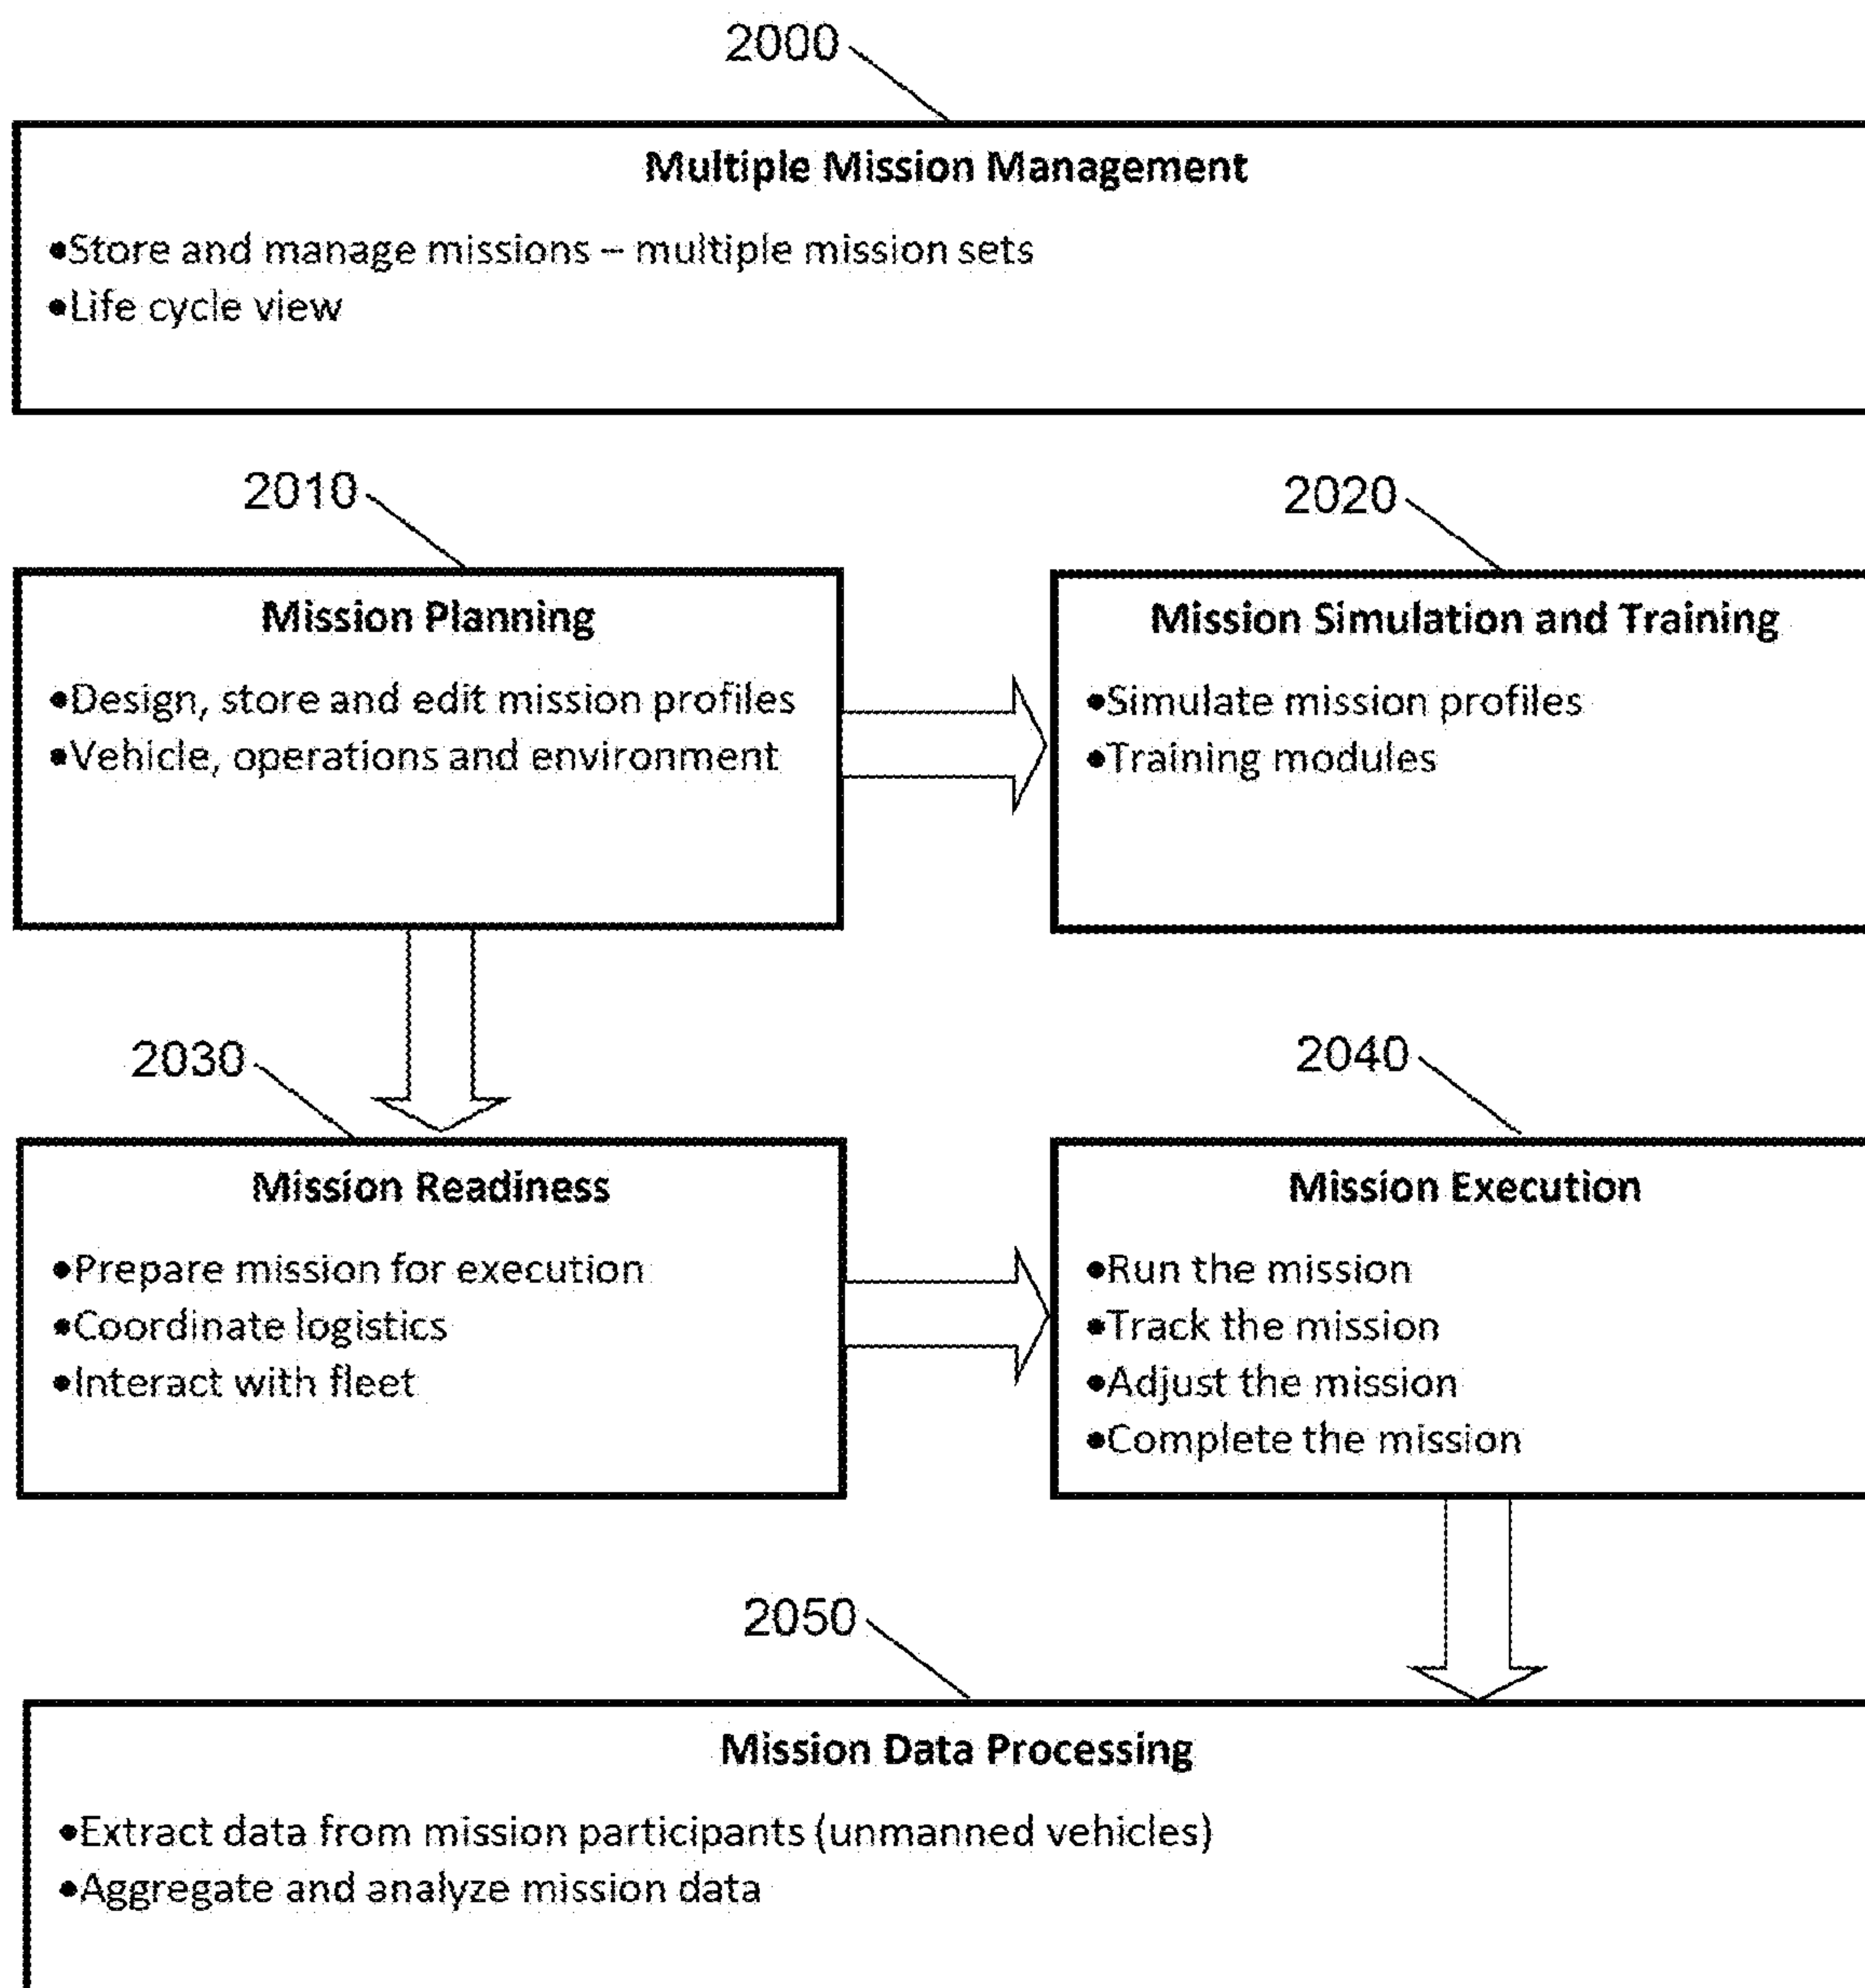 2000
Multiple Mission Management
•Store and manage missions – multiple mission sets
•Life cycle view
2010
Mission Planning
•Design, store and edit mission profiles
•Vehicle, operations and environment
2020
Mission Simulation and Training
•Simulate mission profiles
•Training modules
2030
Mission Readiness
•Prepare mission for execution
•Coordinate logistics
•Interact with fleet
2040
Mission Execution
•Run the mission
•Track the mission
•Adjust the mission
•Complete the mission
2050
Mission Data Processing
•Extract data from mission participants (unmanned vehicles)
•Aggregate and analyze mission data